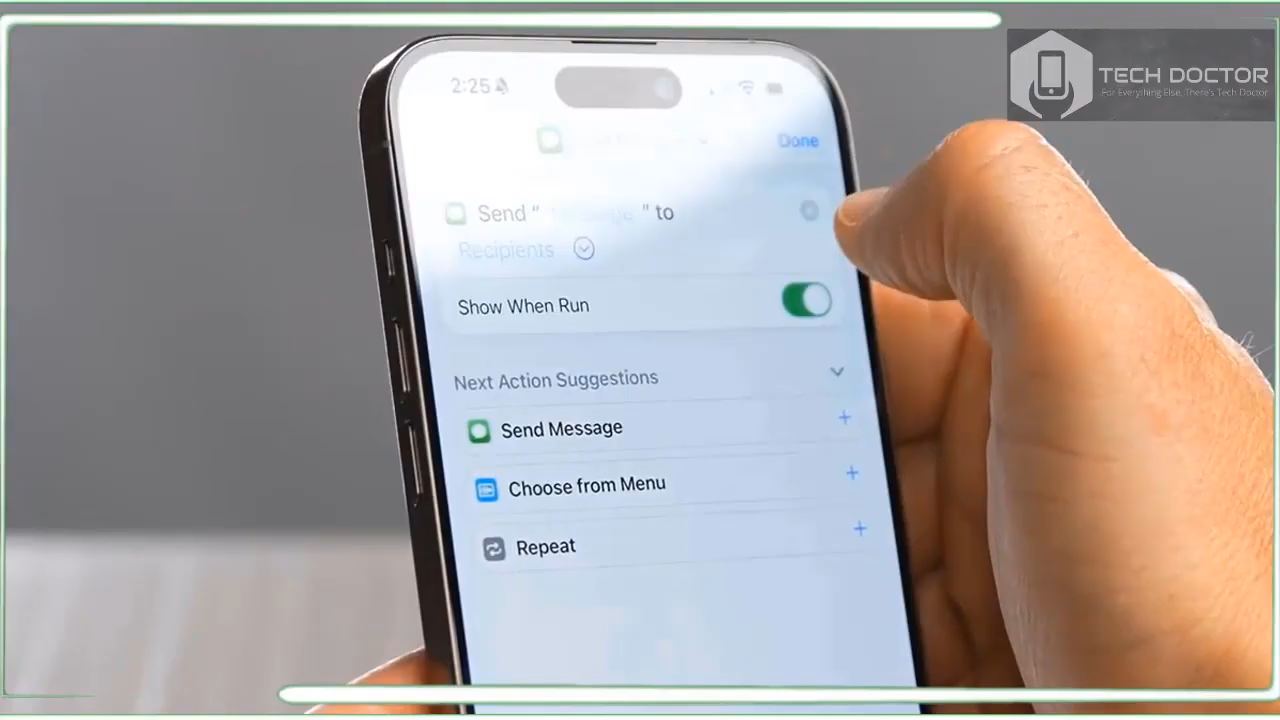 TECH DOCTOR
For Everything Else, There's Tech Doctor
2:25
Done
Send “ Message ” to
Recipients
Show When Run
Next Action Suggestions
Send Message
Choose from Menu
Repeat